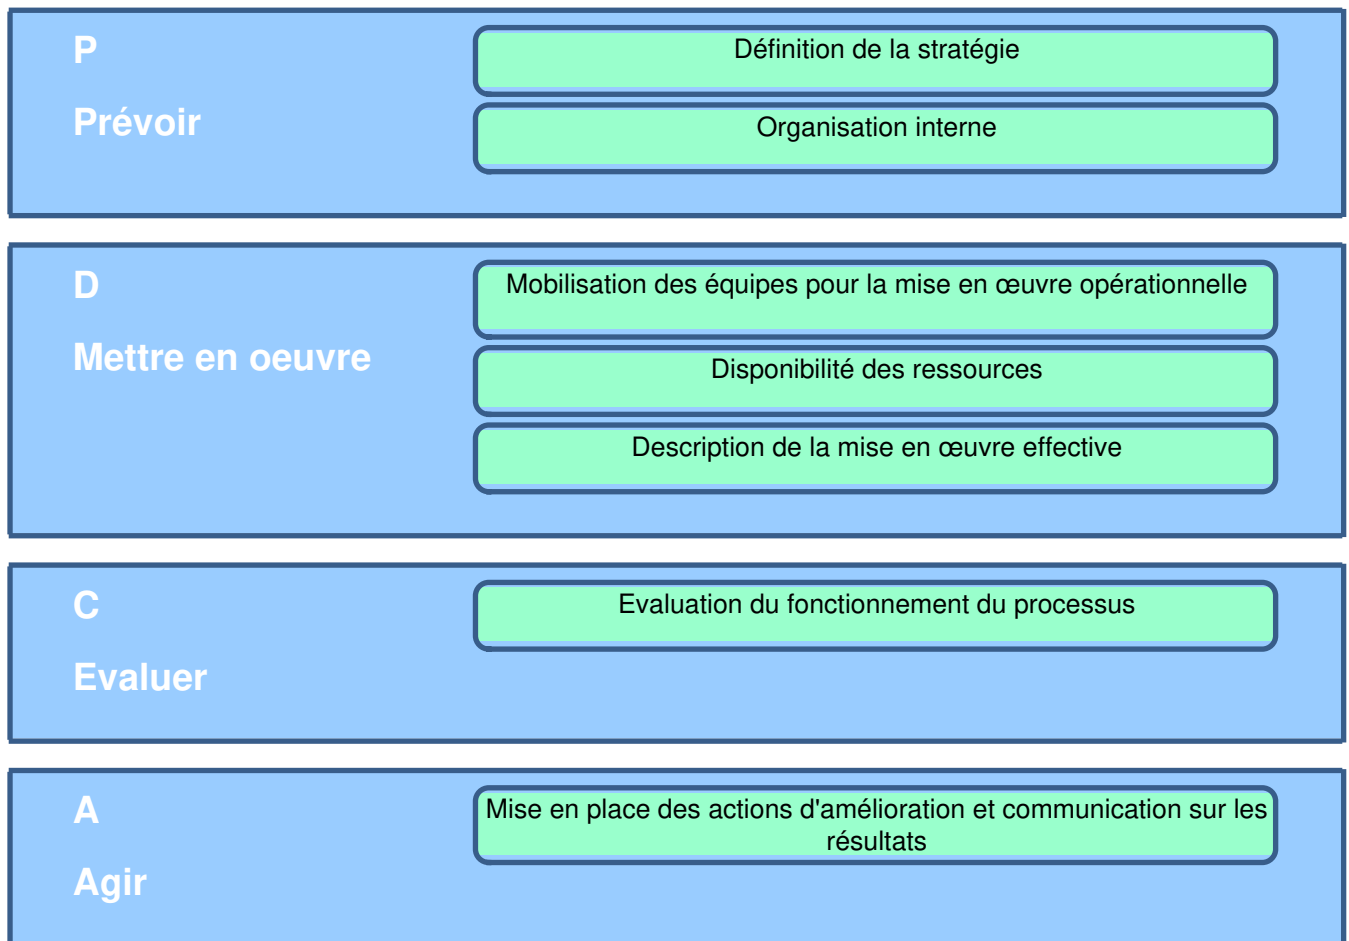 P
Prévoir
Définition de la stratégie
Organisation interne
D
Mettre en oeuvre
Mobilisation des équipes pour la mise en œuvre opérationnelle
Disponibilité des ressources
Description de la mise en œuvre effective
C
Evaluer
Evaluation du fonctionnement du processus
A
Agir
Mise en place des actions d'amélioration et communication sur les
résultats